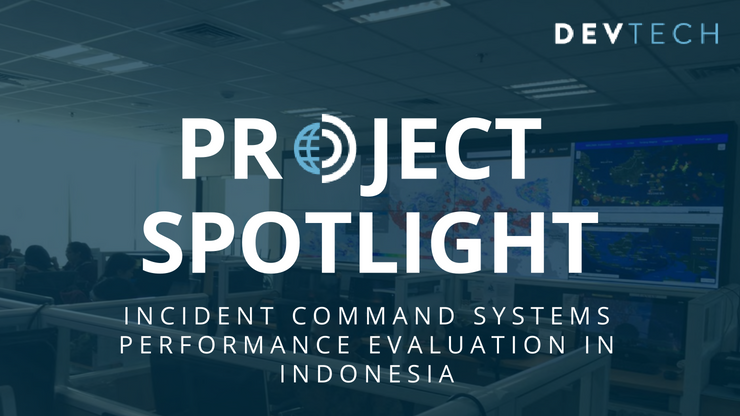 DEVTECH
PROJECT
SPOTLIGHT
INCIDENT COMMAND SYSTEMS
PERFORMANCE EVALUATION IN
INDONESIA